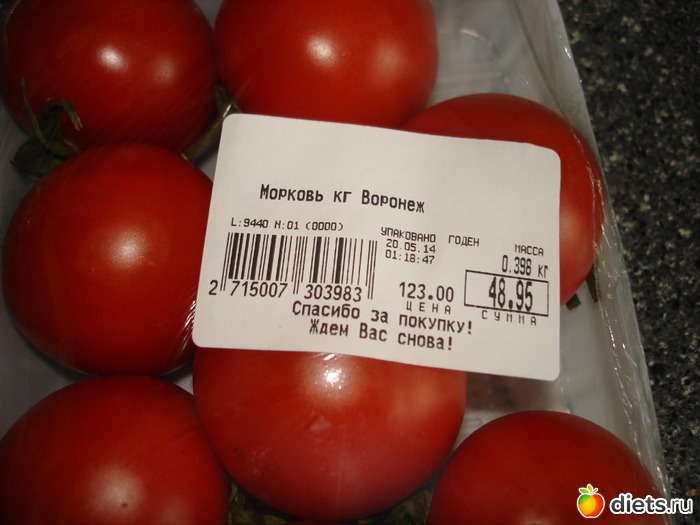 Морковь кг Воронеж
L:9440 N:01 (0000)
УПАКОВАНО ГОДЕН МАССА
20.05.14 0.398 кг
01:18:47
2 715007 303983 123.00 48.95
ЦЕНА СУММА
Спасибо за покупку!
Ждем Вас снова!
diets.ru